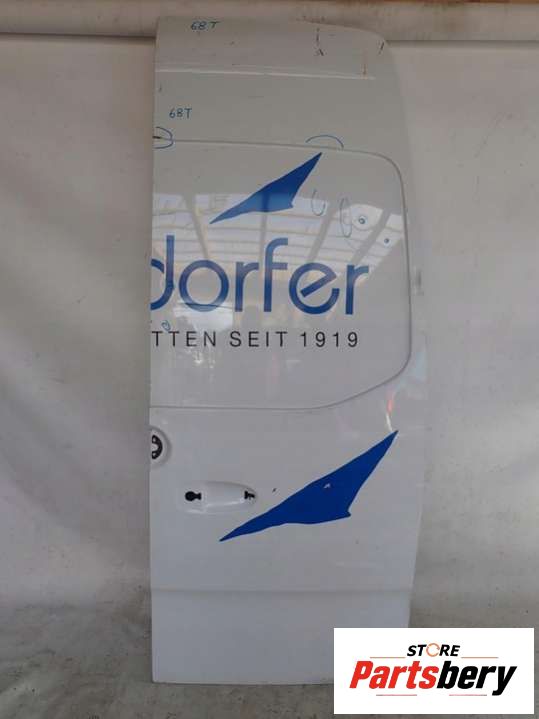 68T
68T
dorfer
TTEN SEIT 1919
STORE
Partsbery